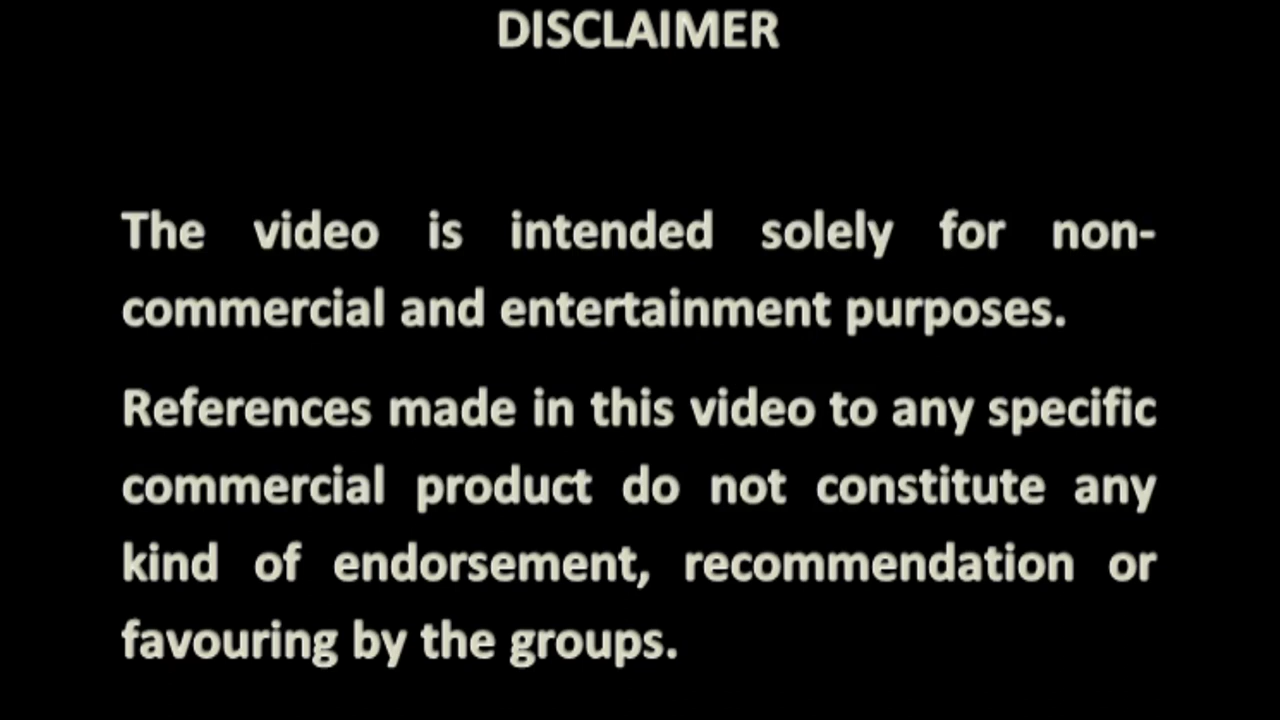 DISCLAIMER
The video is intended solely for non-
commercial and entertainment purposes.
References made in this video to any specific
commercial product do not constitute any
kind of endorsement, recommendation or
favouring by the groups.